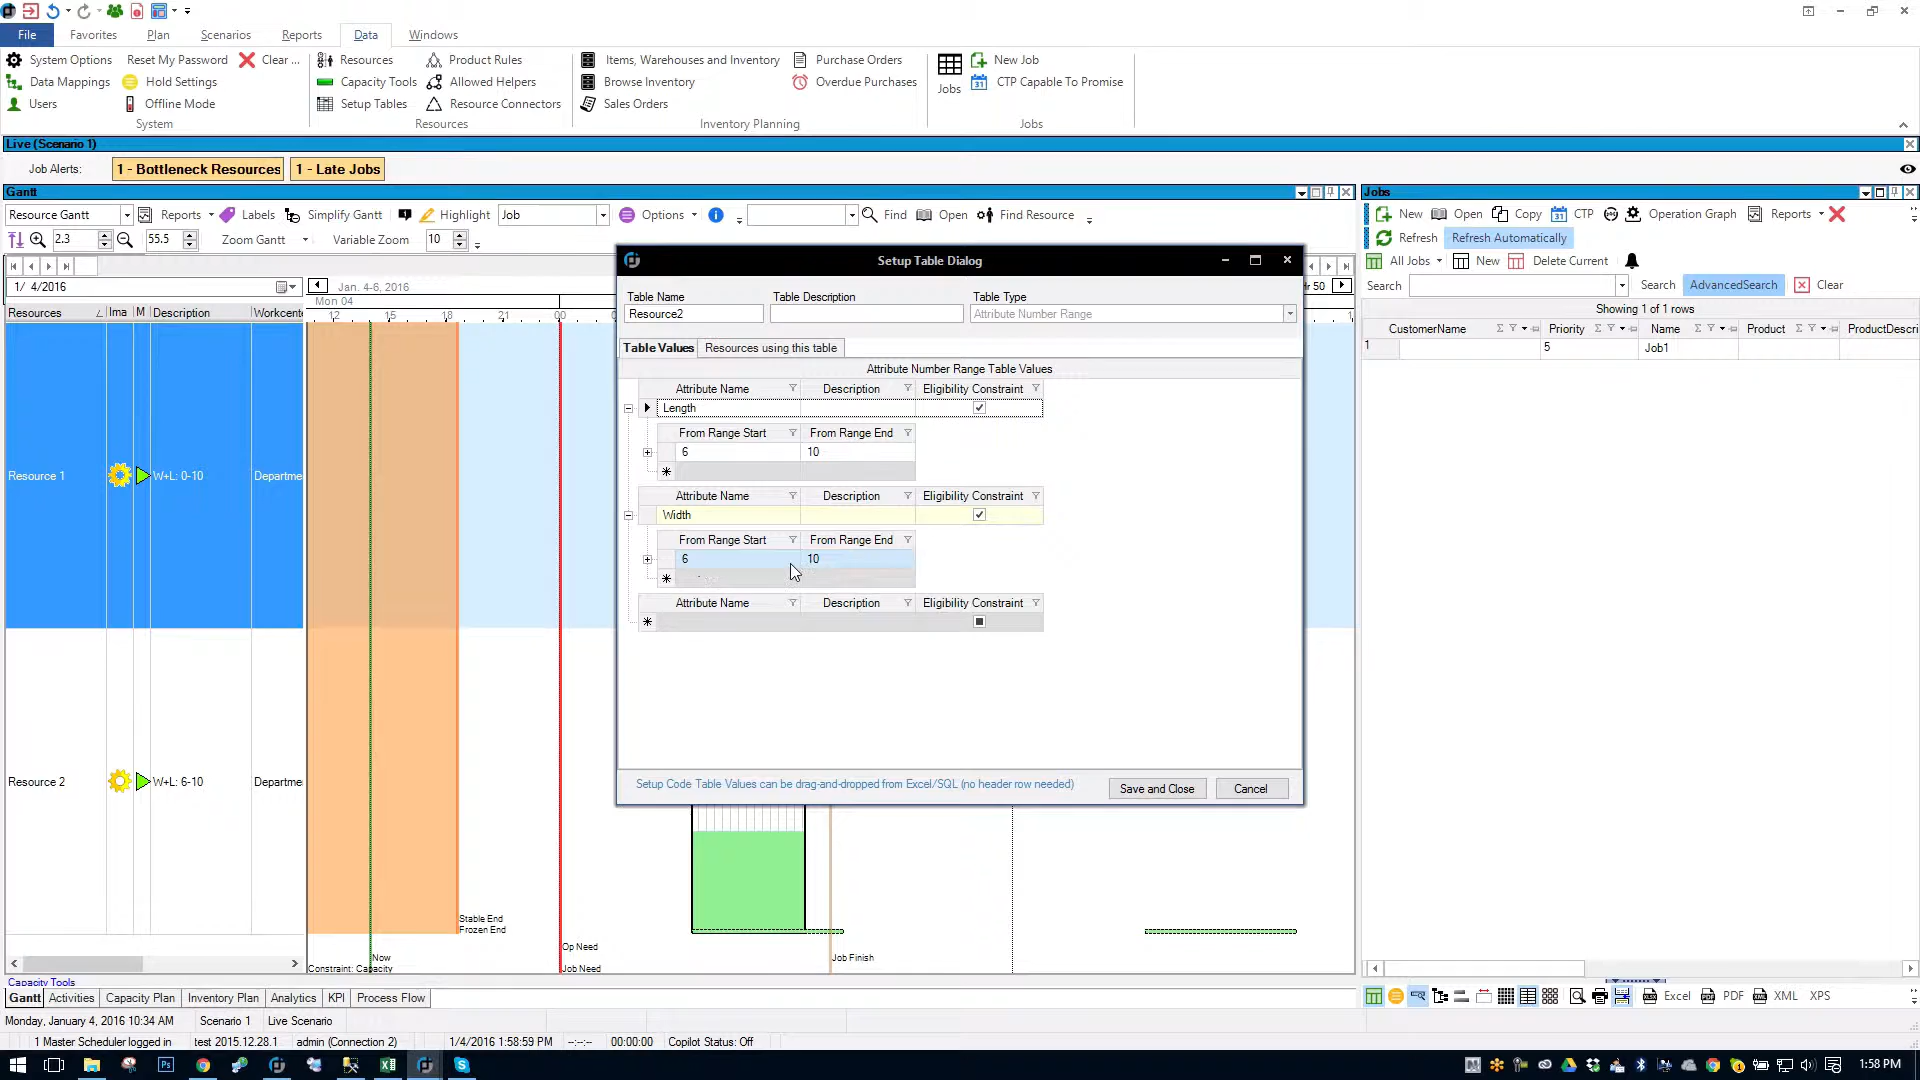 File Favorites Plan Scenarios Reports Data Windows
System Options Reset My Password Clear ... Resources Product Rules Items, Warehouses and Inventory Purchase Orders New Job
Data Mappings Hold Settings Capacity Tools Allowed Helpers Browse Inventory Overdue Purchases Jobs CTP Capable To Promise
Users Offline Mode Setup Tables Resource Connectors Sales Orders
System Resources Inventory Planning Jobs
Live (Scenario 1)
Job Alerts: 1 - Bottleneck Resources 1 - Late Jobs
Gantt
Resource Gantt Reports Labels Simplify Gantt Highlight Job Options Find Open Find Resource
2.3 55.5 Zoom Gantt Variable Zoom 10
1/ 4/2016 Jan. 4-6, 2016
Mon 04
Hr 50
Resources Ima M Description Workcente 12 15 18 21 00
Resource 1 W+L: 0-10 Departme
Resource 2 W+L: 6-10 Departme
Stable End
Frozen End
Op Need
Now
Job Finish
Constraint: Capacity
Job Need
Setup Table Dialog
Table Name Table Description Table Type
Resource2 Attribute Number Range
Table Values Resources using this table
Attribute Number Range Table Values
Attribute Name Description Eligibility Constraint
Length
From Range Start From Range End
6 10
Attribute Name Description Eligibility Constraint
Width
From Range Start From Range End
6 10
Attribute Name Description Eligibility Constraint
Setup Code Table Values can be drag-and-dropped from Excel/SQL (no header row needed) Save and Close Cancel
Jobs
New Open Copy CTP Operation Graph Reports
Refresh Refresh Automatically
All Jobs New Delete Current
Search Search AdvancedSearch Clear
Showing 1 of 1 rows
CustomerName Priority Name Product ProductDescri
1 5 Job1
Excel PDF XML XPS
Capacity Tools
Gantt Activities Capacity Plan Inventory Plan Analytics KPI Process Flow
Monday, January 4, 2016 10:34 AM Scenario 1 Live Scenario
1 Master Scheduler logged in test 2015.12.28.1 admin (Connection 2) 1/4/2016 1:58:59 PM --:--:-- 00:00:00 Copilot Status: Off
1:58 PM